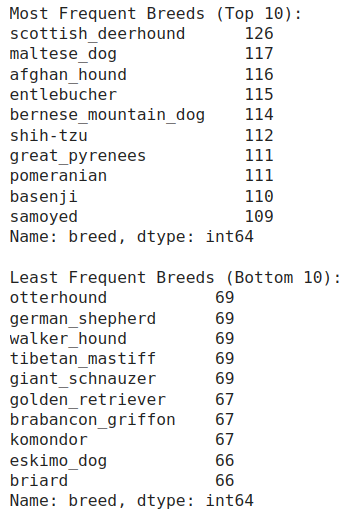 Most Frequent Breeds (Top 10):
scottish_deerhound      126
maltese_dog             117
afghan_hound            116
entlebucher             115
bernese_mountain_dog    114
shih-tzu                112
great_pyrenees          111
pomeranian              111
basenji                 110
samoyed                 109
Name: breed, dtype: int64

Least Frequent Breeds (Bottom 10):
otterhound           69
german_shepherd      69
walker_hound         69
tibetan_mastiff      69
giant_schnauzer      69
golden_retriever     67
brabancon_griffon    67
komondor             67
eskimo_dog           66
briard               66
Name: breed, dtype: int64